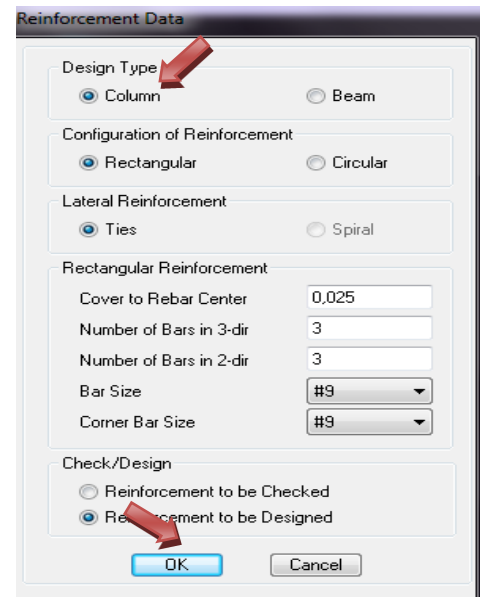 Reinforcement Data
Design Type
Column Beam
Configuration of Reinforcement
Rectangular Circular
Lateral Reinforcement
Ties Spiral
Rectangular Reinforcement
Cover to Rebar Center 0,025
Number of Bars in 3-dir 3
Number of Bars in 2-dir 3
Bar Size #9
Corner Bar Size #9
Check/Design
Reinforcement to be Checked
Reinforcement to be Designed
OK Cancel